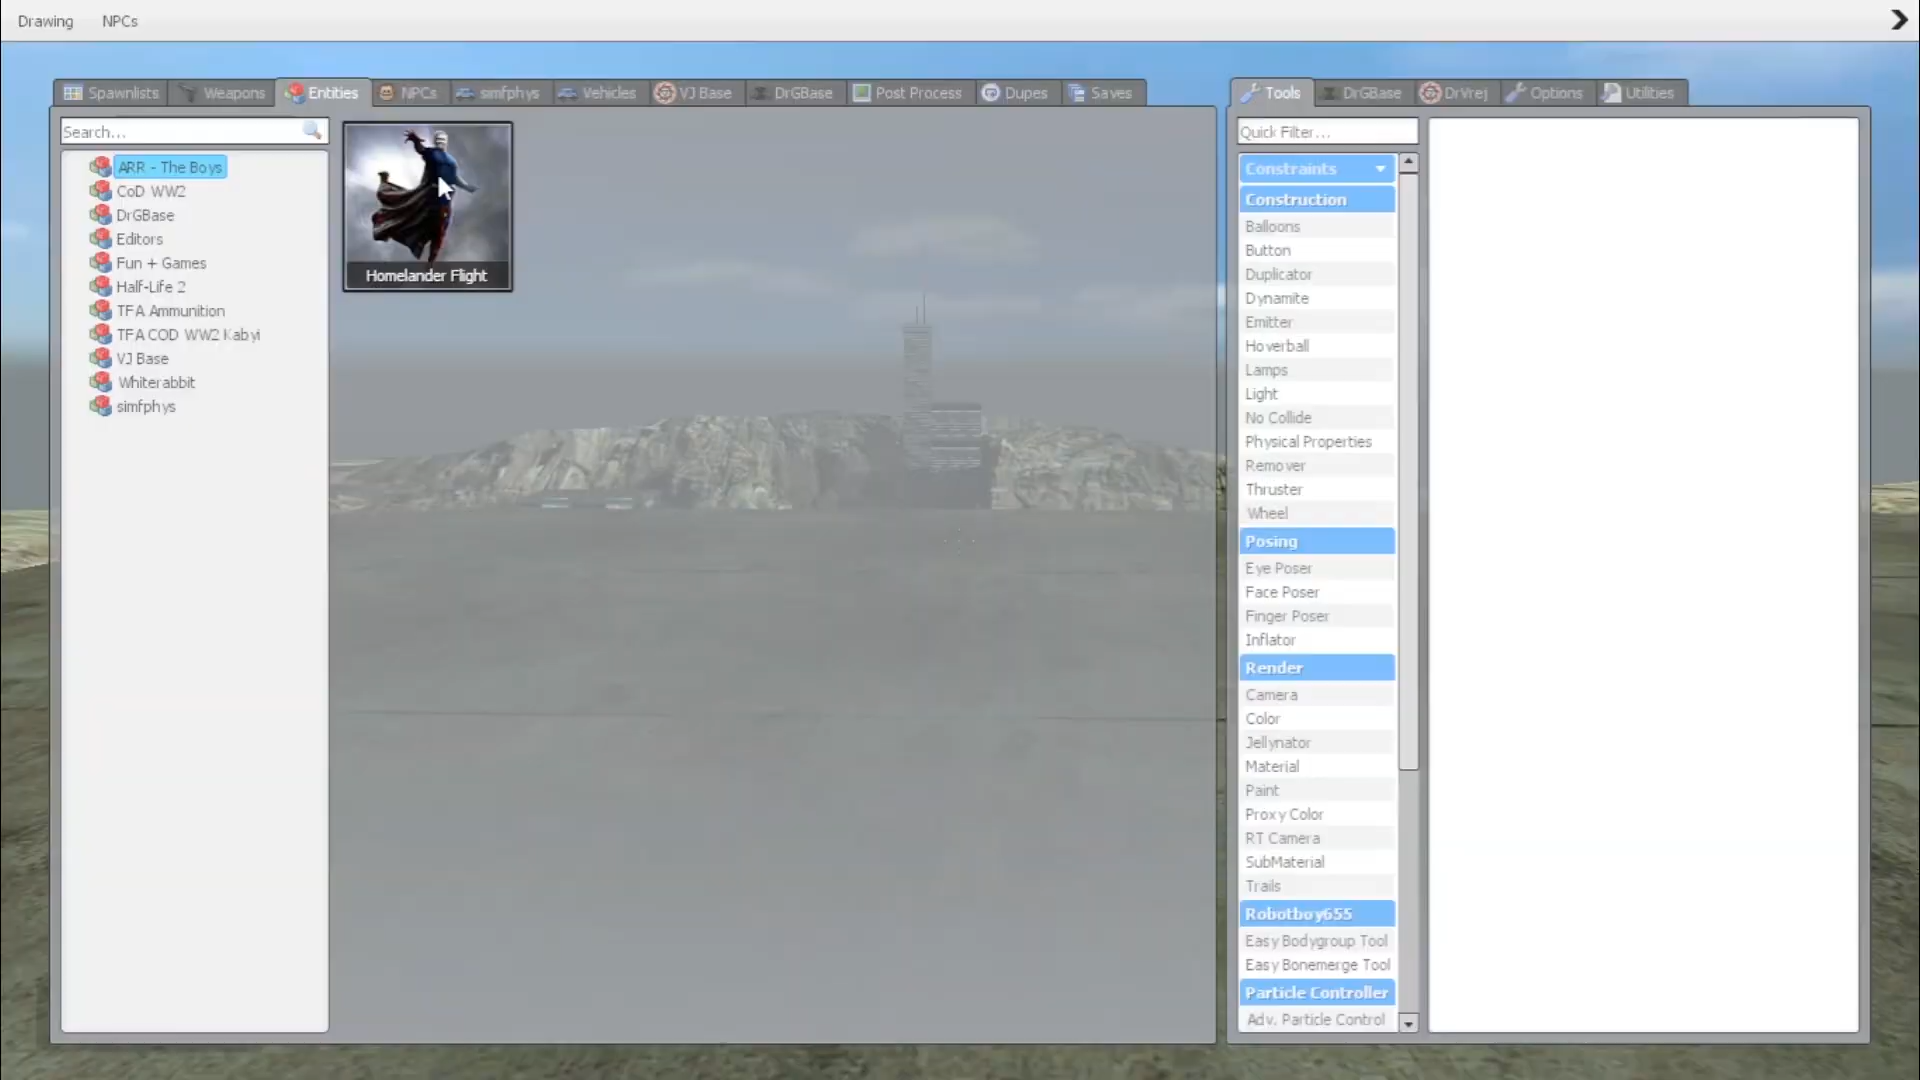 Drawing NPCs
Spawnlists Weapons Entities NPCs simfphys Vehicles VJ Base DrGBase Post Process Dupes Saves
Search...
ARR - The Boys
CoD WW2
DrGBase
Editors
Fun + Games
Half-Life 2
TFA Ammunition
TFA COD WW2 Kabyi
VJ Base
Whiterabbit
simfphys
Homelander Flight
Tools DrGBase DrVrej Options Utilities
Quick Filter...
Constraints
Construction
Balloons
Button
Duplicator
Dynamite
Emitter
Hoverball
Lamps
Light
No Collide
Physical Properties
Remover
Thruster
Wheel
Posing
Eye Poser
Face Poser
Finger Poser
Inflator
Render
Camera
Color
Jellynator
Material
Paint
Proxy Color
RT Camera
SubMaterial
Trails
Robotboy655
Easy Bodygroup Tool
Easy Bonemerge Tool
Particle Controller
Adv. Particle Control